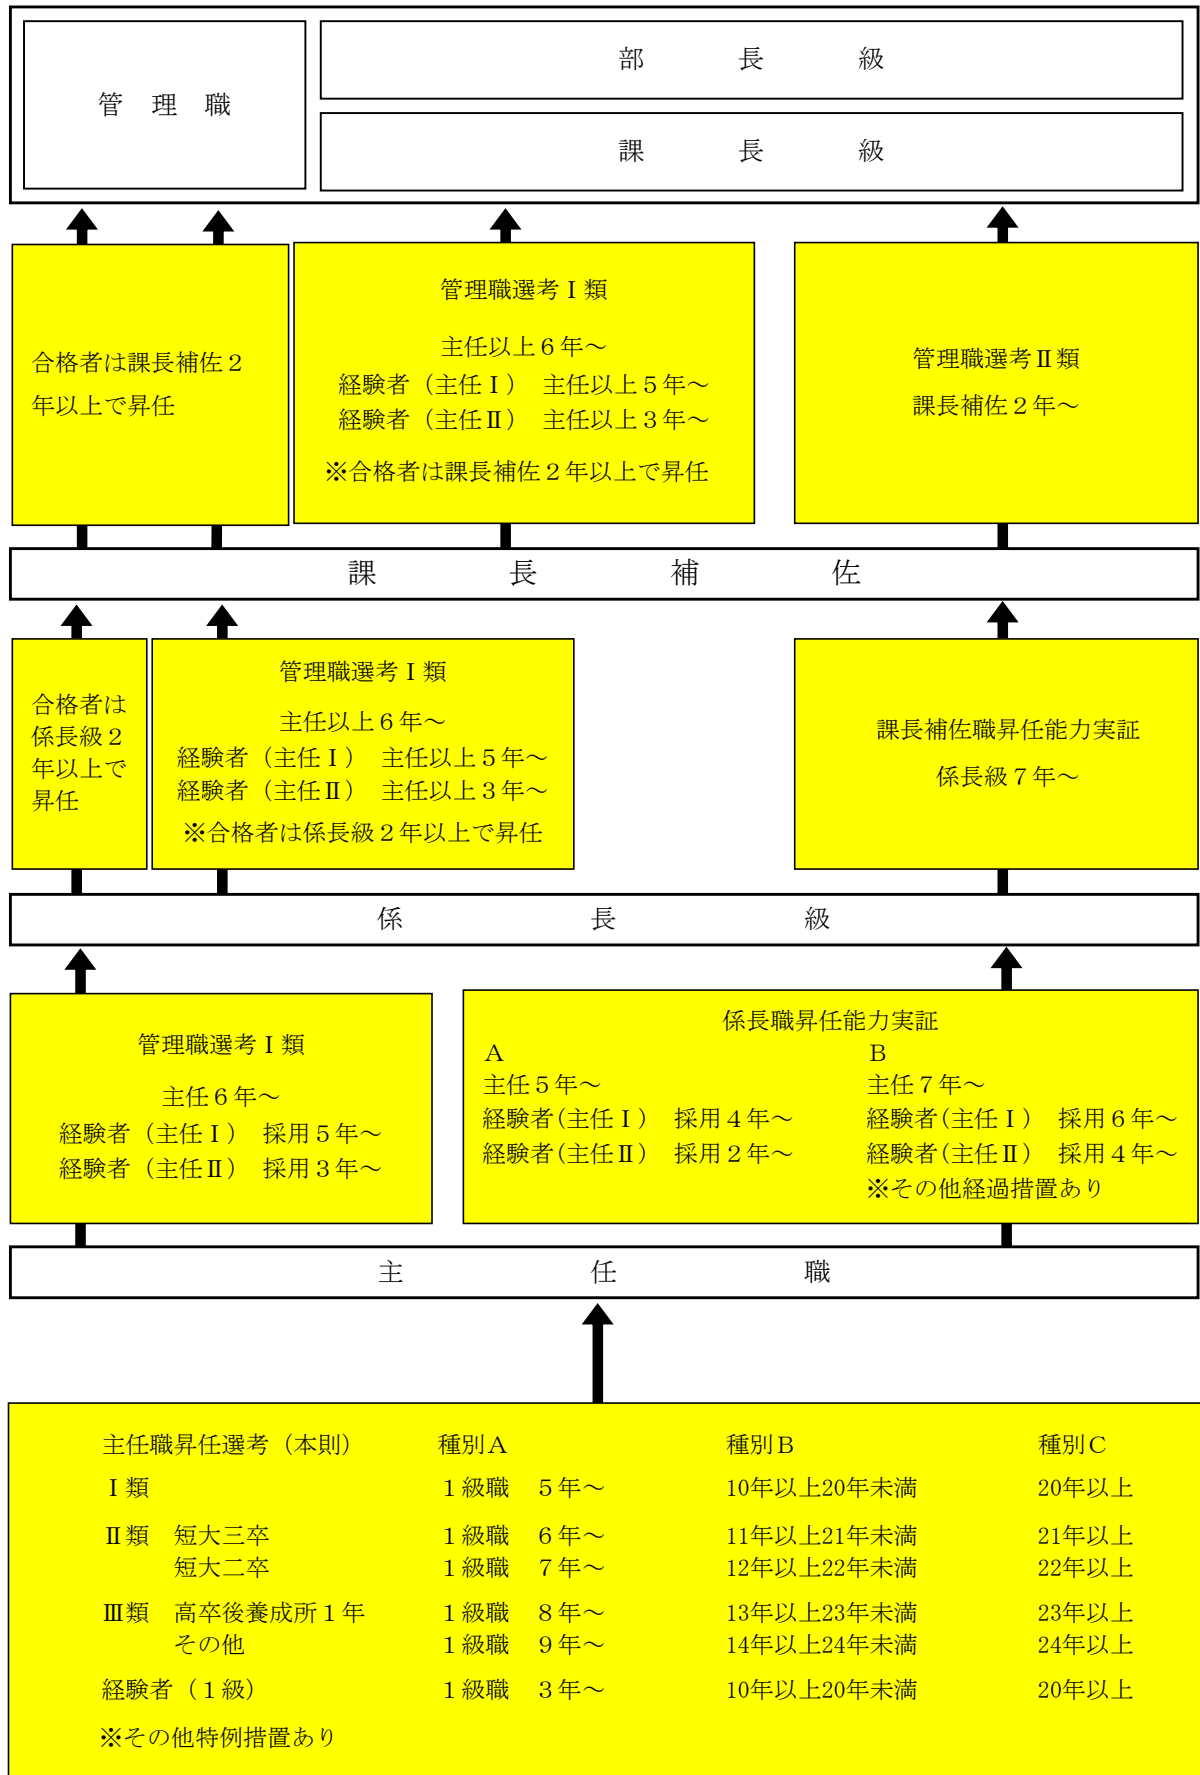 管理職
部長級
課長級
合格者は課長補佐２
年以上で昇任
管理職選考Ⅰ類
主任以上６年～
経験者（主任Ⅰ） 主任以上５年～
経験者（主任Ⅱ） 主任以上３年～
※合格者は課長補佐２年以上で昇任
管理職選考Ⅱ類
課長補佐２年～
課長補佐
合格者は
係長級２
年以上で
昇任
管理職選考Ⅰ類
主任以上６年～
経験者（主任Ⅰ） 主任以上５年～
経験者（主任Ⅱ） 主任以上３年～
※合格者は係長級２年以上で昇任
課長補佐職昇任能力実証
係長級７年～
係長級
管理職選考Ⅰ類
主任６年～
経験者（主任Ⅰ） 採用５年～
経験者（主任Ⅱ） 採用３年～
係長職昇任能力実証
Ａ
主任５年～
経験者(主任Ⅰ） 採用４年～
経験者(主任Ⅱ） 採用２年～
Ｂ
主任７年～
経験者(主任Ⅰ） 採用６年～
経験者(主任Ⅱ） 採用４年～
※その他経過措置あり
主任職
主任職昇任選考（本則） 種別Ａ 種別Ｂ 種別Ｃ
Ⅰ類 １級職 ５年～ 10年以上20年未満 20年以上
Ⅱ類 短大三卒 １級職 ６年～ 11年以上21年未満 21年以上
短大二卒 １級職 ７年～ 12年以上22年未満 22年以上
Ⅲ類 高卒後養成所１年 １級職 ８年～ 13年以上23年未満 23年以上
その他 １級職 ９年～ 14年以上24年未満 24年以上
経験者（１級） １級職 ３年～ 10年以上20年未満 20年以上
※その他特例措置あり